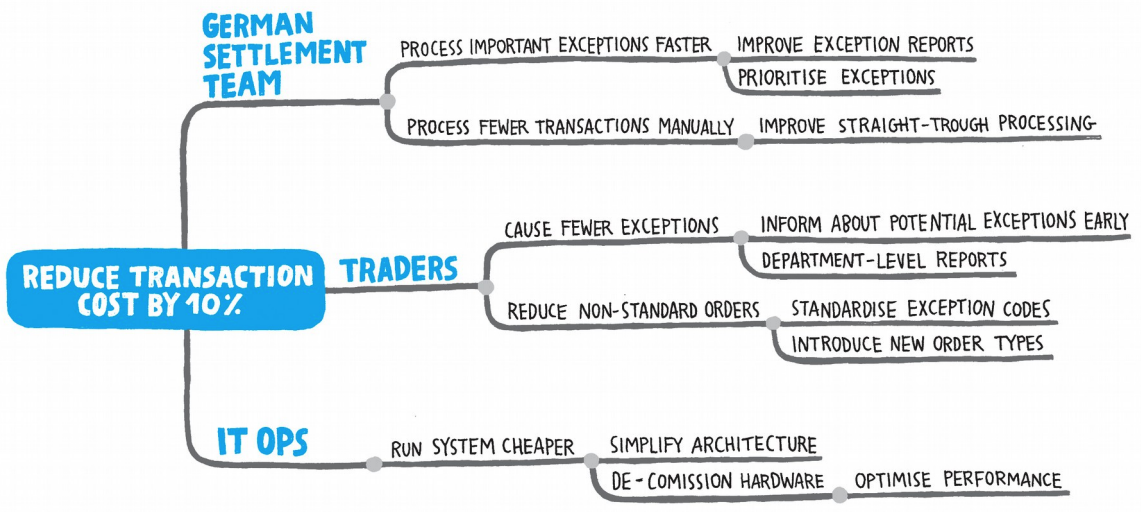 GERMAN
SETTLEMENT
TEAM
PROCESS IMPORTANT EXCEPTIONS FASTER
IMPROVE EXCEPTION REPORTS
PRIORITISE EXCEPTIONS
PROCESS FEWER TRANSACTIONS MANUALLY
IMPROVE STRAIGHT-TROUGH PROCESSING
REDUCE TRANSACTION
COST BY 10%
TRADERS
CAUSE FEWER EXCEPTIONS
INFORM ABOUT POTENTIAL EXCEPTIONS EARLY
DEPARTMENT-LEVEL REPORTS
REDUCE NON-STANDARD ORDERS
STANDARDISE EXCEPTION CODES
INTRODUCE NEW ORDER TYPES
IT OPS
RUN SYSTEM CHEAPER
SIMPLIFY ARCHITECTURE
DE-COMISSION HARDWARE
OPTIMISE PERFORMANCE